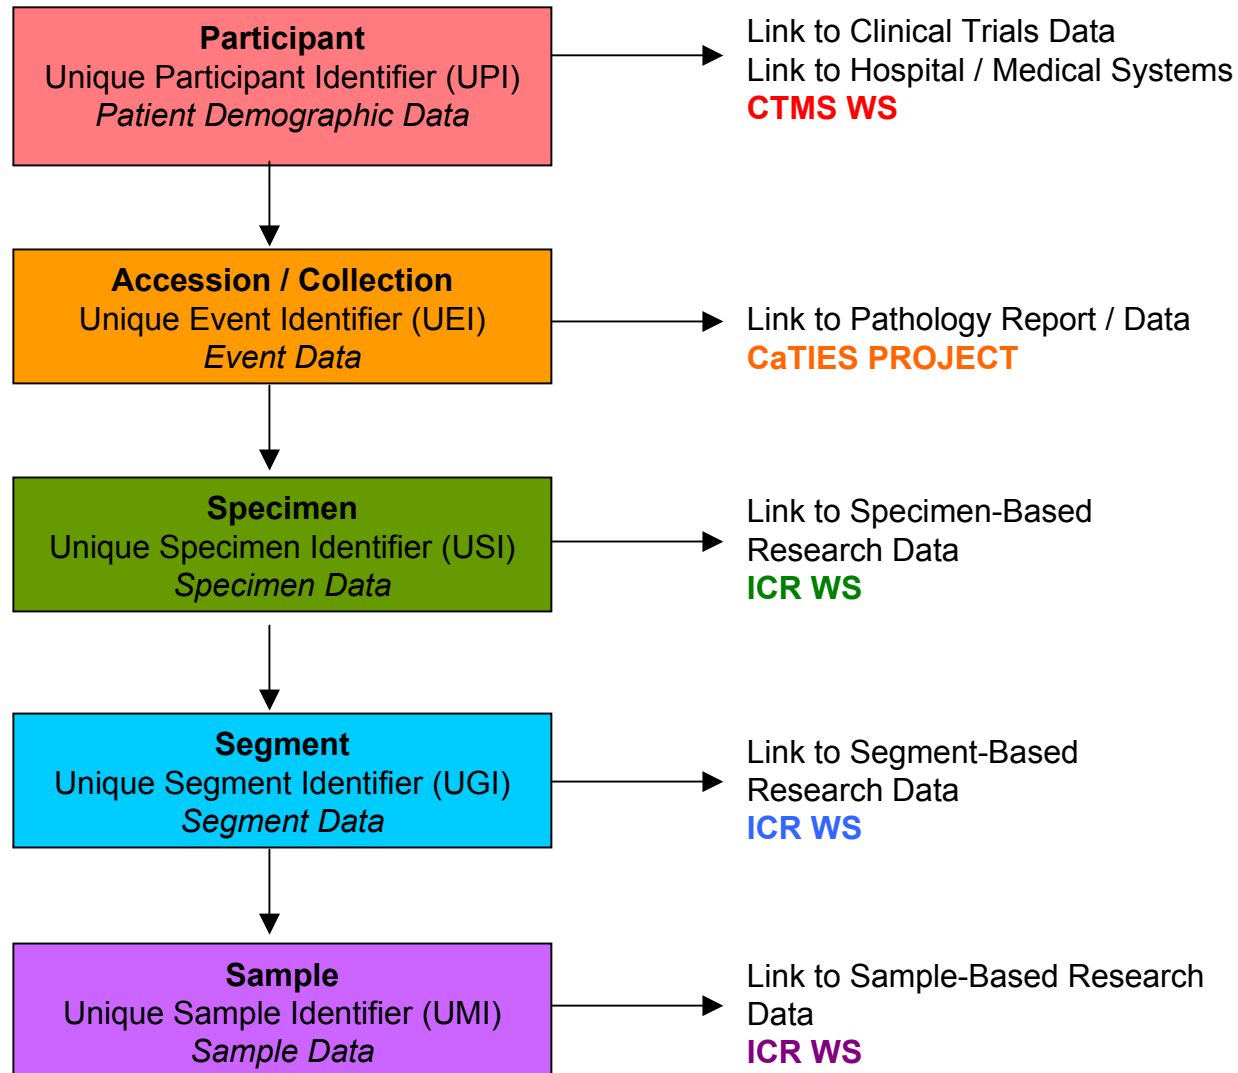 Participant
Unique Participant Identifier (UPI)
Patient Demographic Data
Link to Clinical Trials Data
Link to Hospital / Medical Systems
CTMS WS
Accession / Collection
Unique Event Identifier (UEI)
Event Data
Link to Pathology Report / Data
CaTIES PROJECT
Specimen
Unique Specimen Identifier (USI)
Specimen Data
Link to Specimen-Based
Research Data
ICR WS
Segment
Unique Segment Identifier (UGI)
Segment Data
Link to Segment-Based
Research Data
ICR WS
Sample
Unique Sample Identifier (UMI)
Sample Data
Link to Sample-Based Research
Data
ICR WS